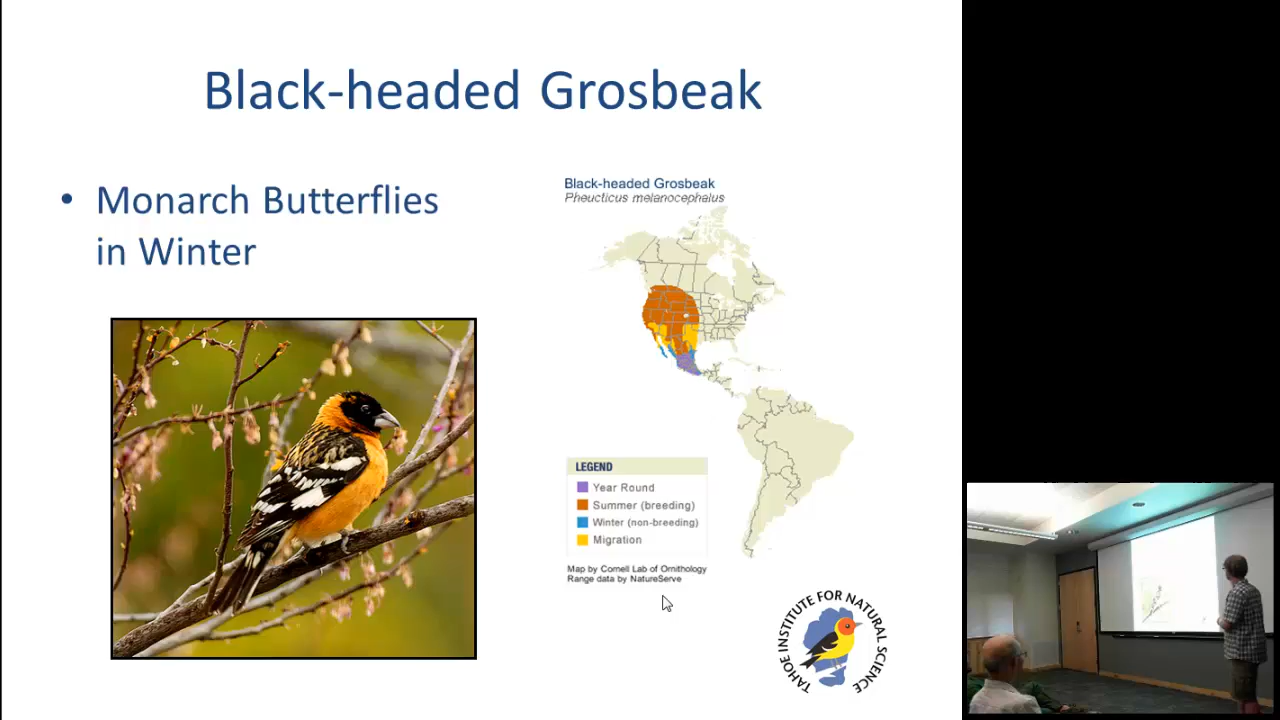 Black-headed Grosbeak
• Monarch Butterflies
in Winter
Black-headed Grosbeak
Pheucticus melanocephalus
LEGEND
Year Round
Summer (breeding)
Winter (non-breeding)
Migration
Map by Cornell Lab of Ornithology
Range data by NatureServe
TAHOE INSTITUTE FOR NATURAL SCIENCE